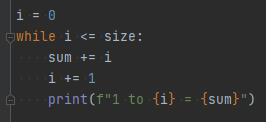 i = 0
while i <= size:
    sum += i
    i += 1
    print(f"1 to {i} = {sum}")